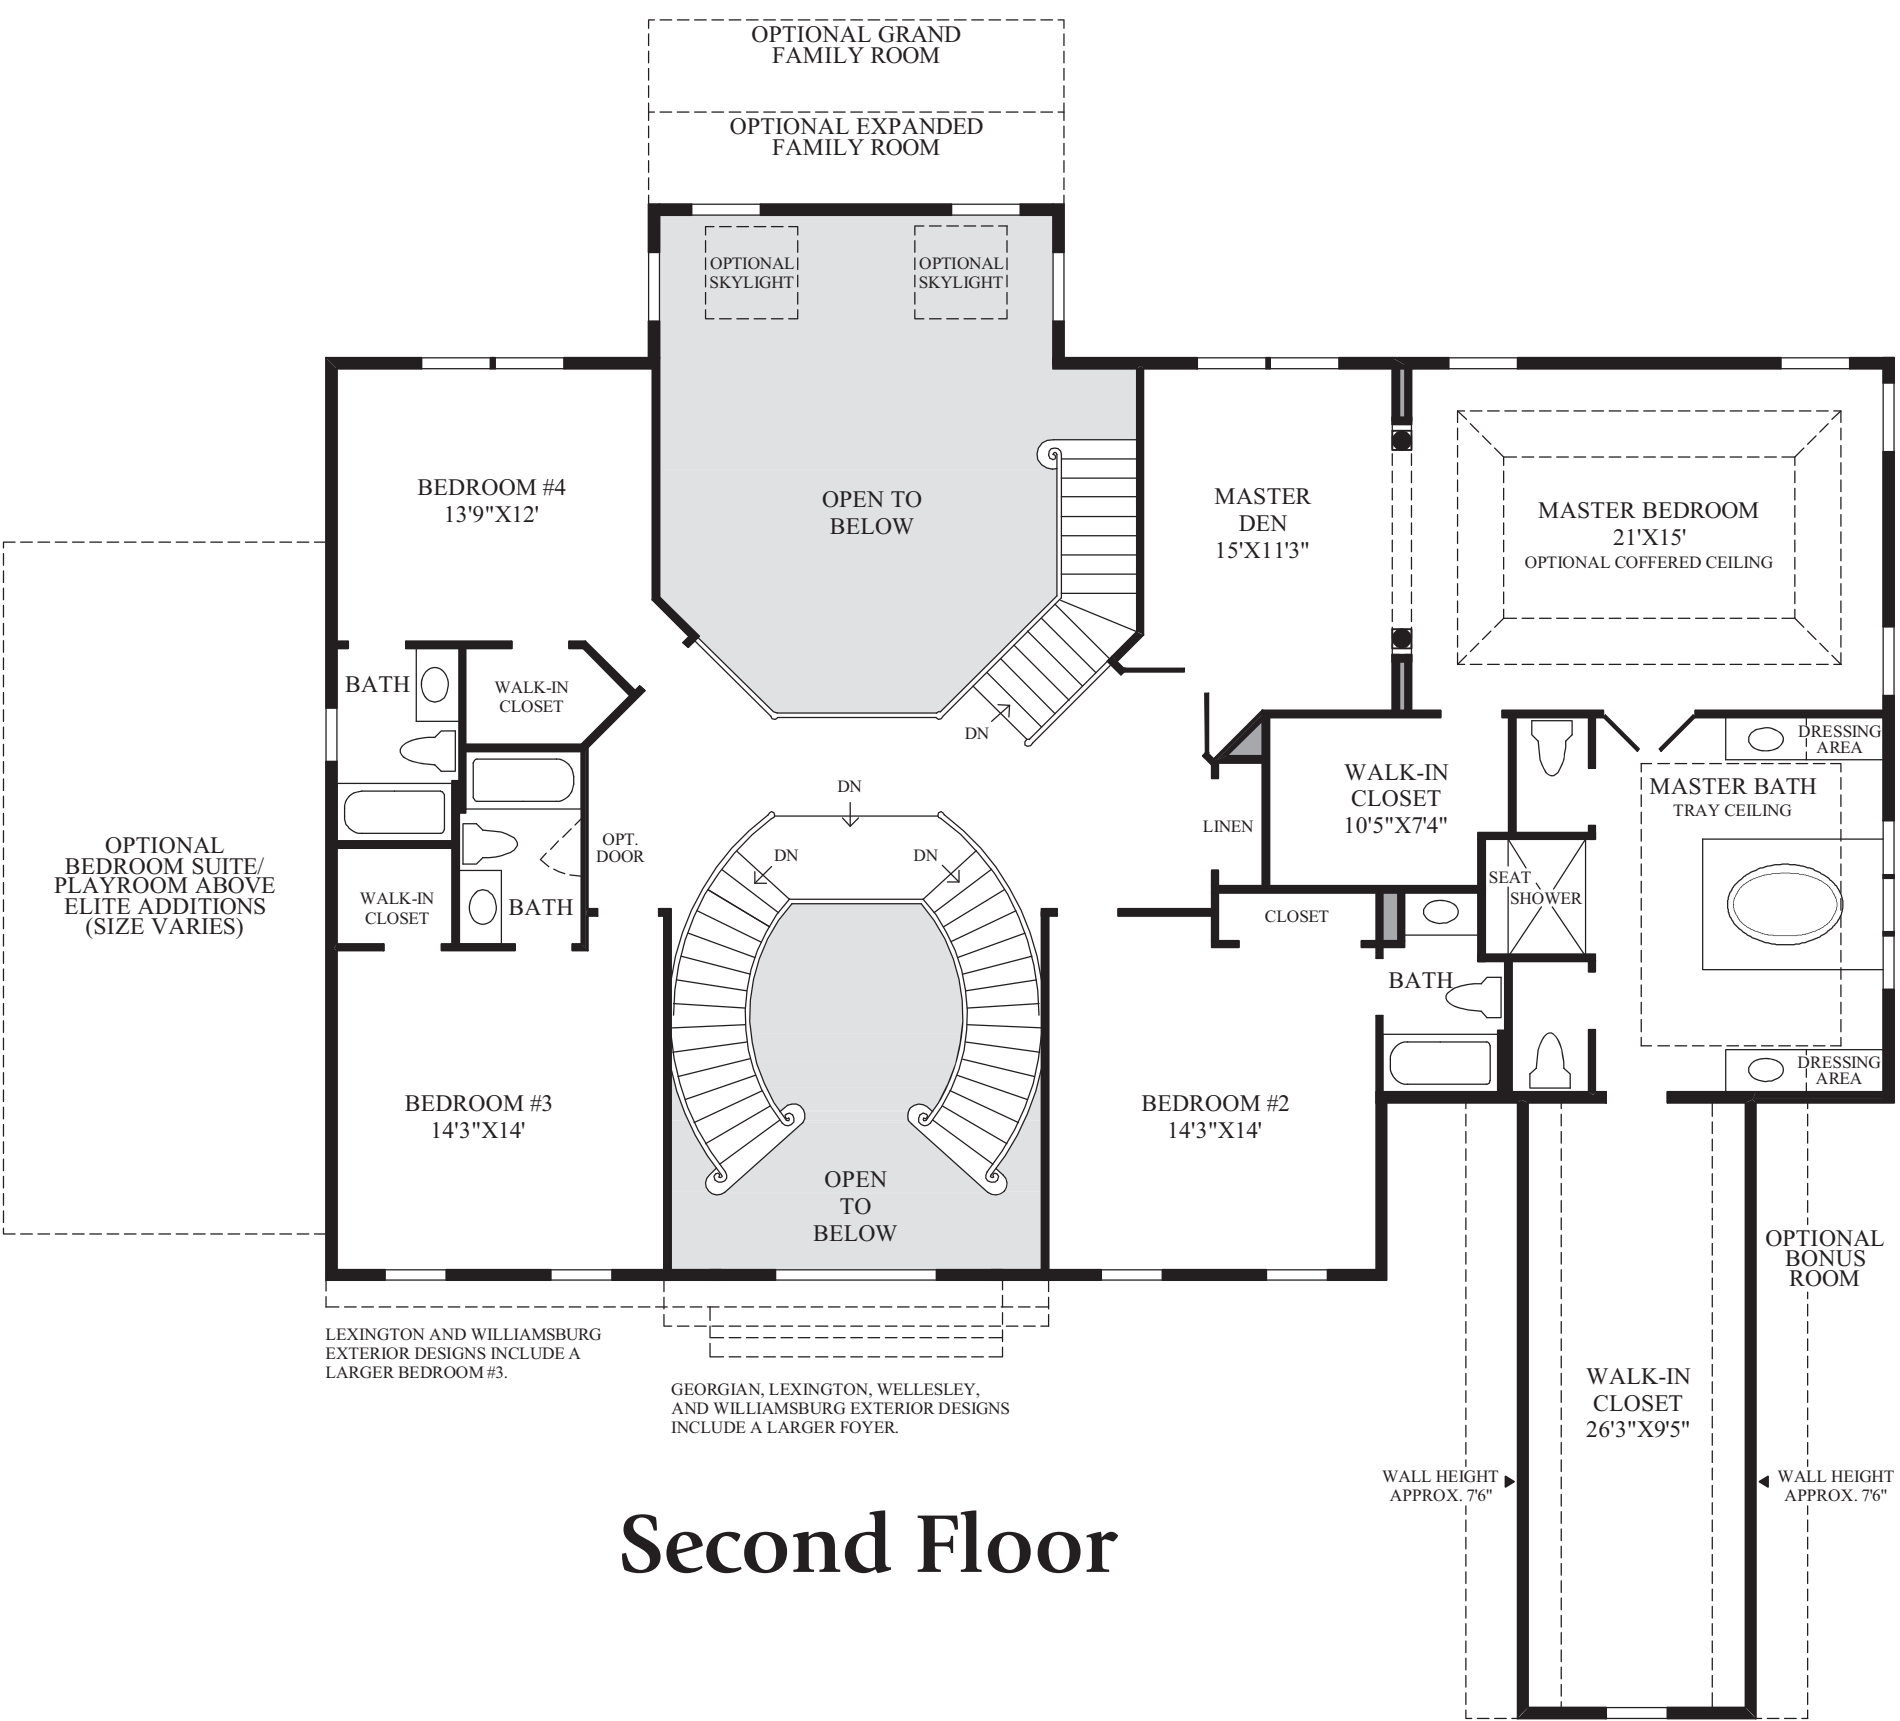 OPTIONAL GRAND
FAMILY ROOM
OPTIONAL EXPANDED
FAMILY ROOM
OPTIONAL
SKYLIGHT
OPTIONAL
SKYLIGHT
BEDROOM #4
13'9"X12'
OPEN TO
BELOW
MASTER
DEN
15'X11'3"
MASTER BEDROOM
21'X15'
OPTIONAL COFFERED CEILING
BATH
WALK-IN
CLOSET
DN
DRESSING
AREA
WALK-IN
CLOSET
10'5"X7'4"
MASTER BATH
TRAY CEILING
DN
LINEN
OPT.
DOOR
DN
DN
OPTIONAL
BEDROOM SUITE/
PLAYROOM ABOVE
ELITE ADDITIONS
(SIZE VARIES)
WALK-IN
CLOSET
BATH
CLOSET
SEAT
SHOWER
BATH
DRESSING
AREA
BEDROOM #3
14'3"X14'
BEDROOM #2
14'3"X14'
OPEN
TO
BELOW
OPTIONAL
BONUS
ROOM
LEXINGTON AND WILLIAMSBURG
EXTERIOR DESIGNS INCLUDE A
LARGER BEDROOM #3.
GEORGIAN, LEXINGTON, WELLESLEY,
AND WILLIAMSBURG EXTERIOR DESIGNS
INCLUDE A LARGER FOYER.
WALK-IN
CLOSET
26'3"X9'5"
WALL HEIGHT
APPROX. 7'6"
WALL HEIGHT
APPROX. 7'6"
Second Floor